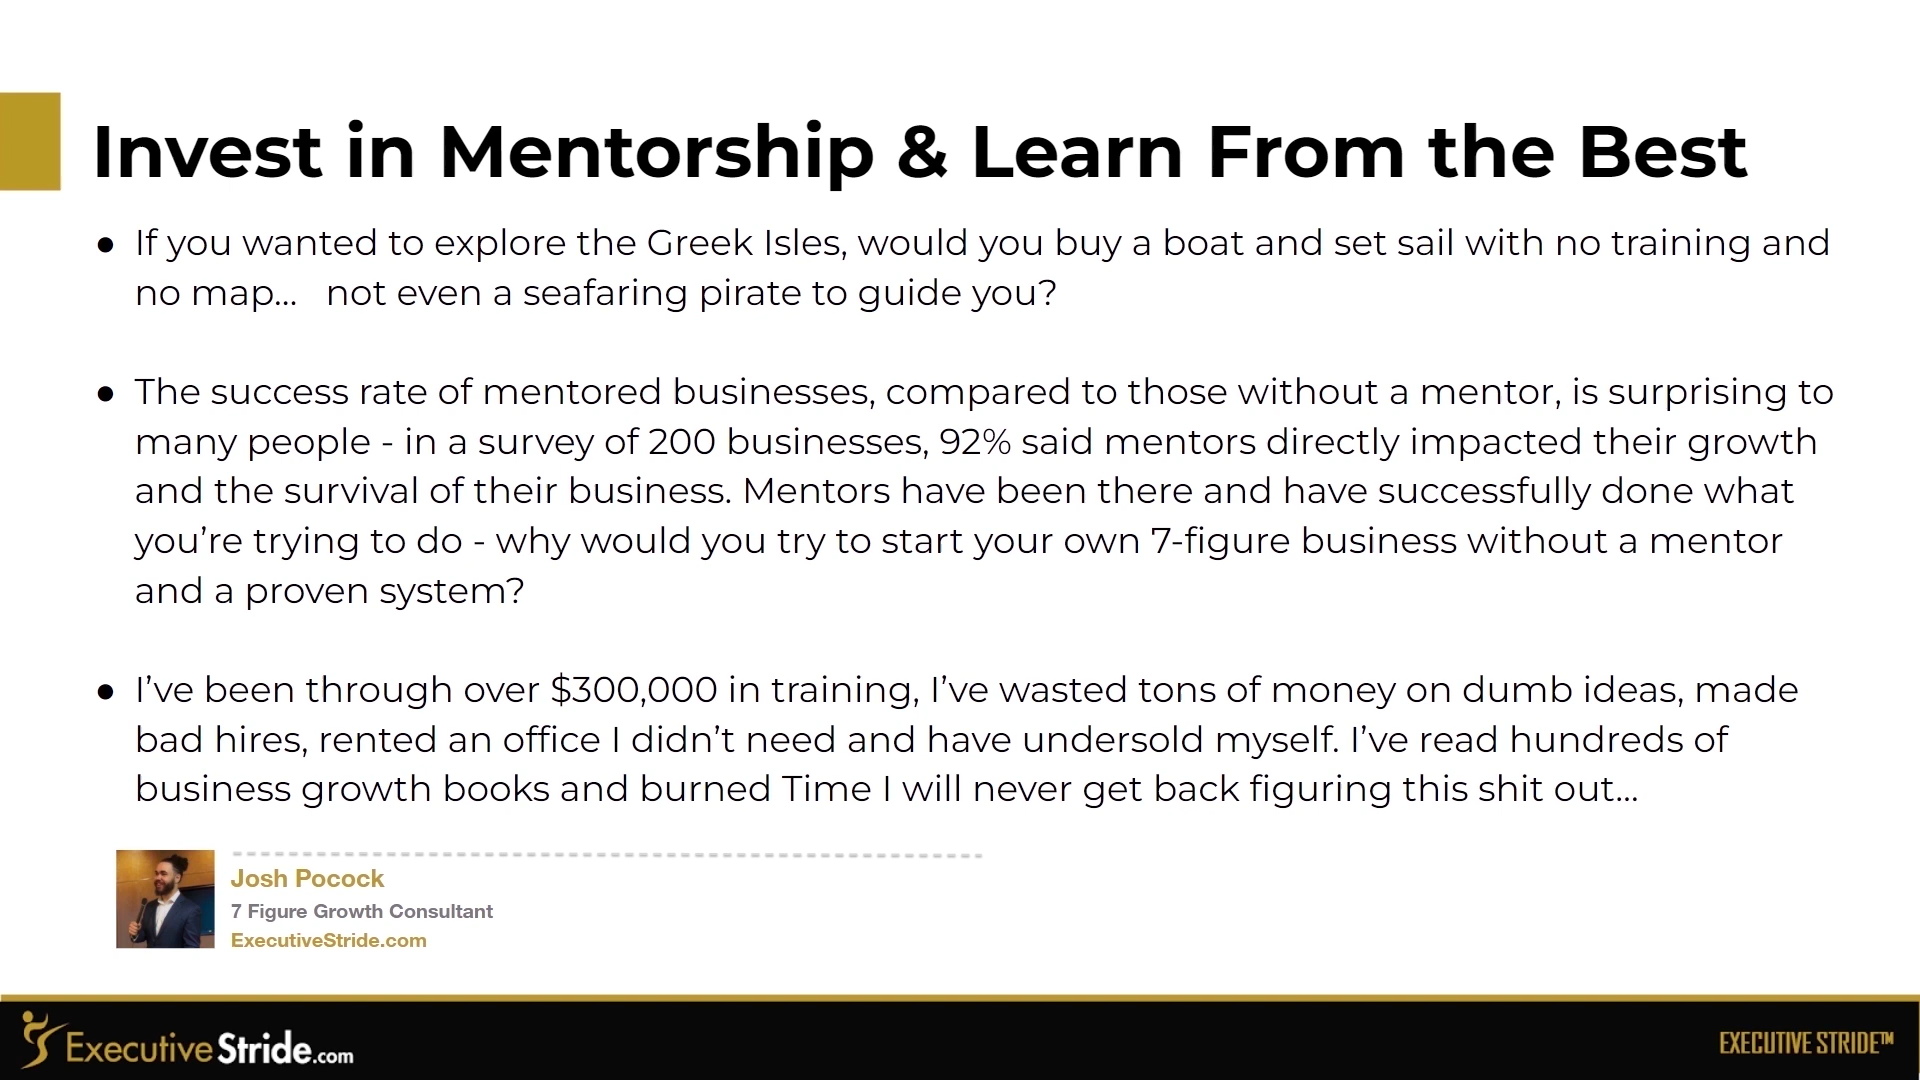 Invest in Mentorship & Learn From the Best
● If you wanted to explore the Greek Isles, would you buy a boat and set sail with no training and
no map... not even a seafaring pirate to guide you?
● The success rate of mentored businesses, compared to those without a mentor, is surprising to
many people - in a survey of 200 businesses, 92% said mentors directly impacted their growth
and the survival of their business. Mentors have been there and have successfully done what
you’re trying to do - why would you try to start your own 7-figure business without a mentor
and a proven system?
● I’ve been through over $300,000 in training, I’ve wasted tons of money on dumb ideas, made
bad hires, rented an office I didn’t need and have undersold myself. I’ve read hundreds of
business growth books and burned Time I will never get back figuring this shit out...
Josh Pocock
7 Figure Growth Consultant
ExecutiveStride.com
ExecutiveStride.com
EXECUTIVE STRIDE™